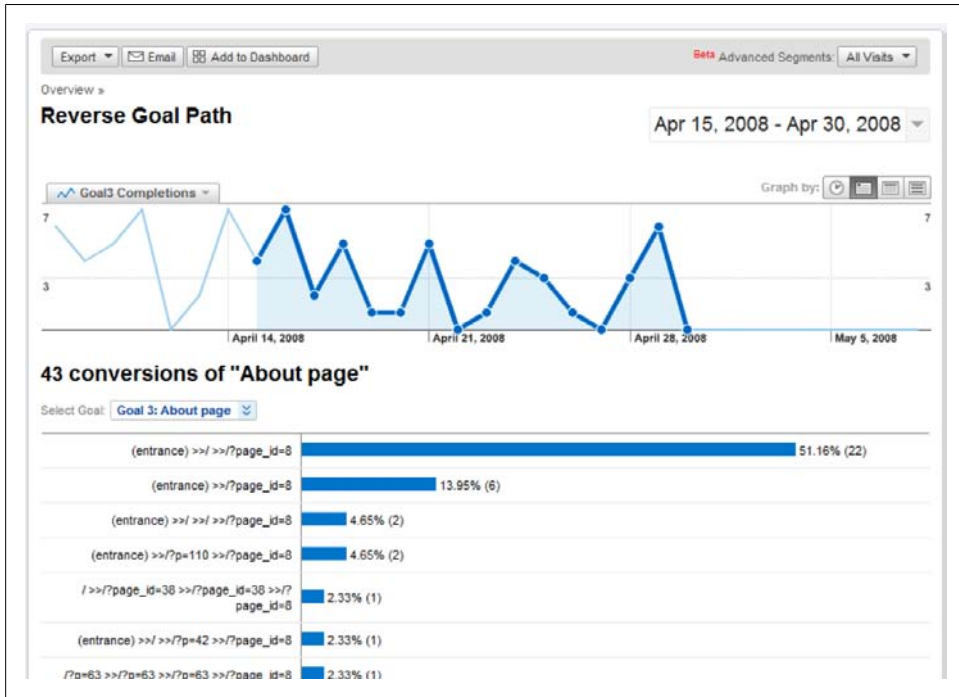 Export Email Add to Dashboard Beta Advanced Segments: All Visits
Overview »
Reverse Goal Path
Apr 15, 2008 - Apr 30, 2008
Goal3 Completions Graph by:
7 7
3 3
April 14, 2008 April 21, 2008 April 28, 2008 May 5, 2008
43 conversions of "About page"
Select Goal: Goal 3: About page
(entrance) >>/ >>/?page_id=8 51.16% (22)
(entrance) >>/?page_id=8 13.95% (6)
(entrance) >>/ >>/ >>/?page_id=8 4.65% (2)
(entrance) >>/?p=110 >>/?page_id=8 4.65% (2)
/ >>/?page_id=38 >>/?page_id=38 >>/?
page_id=8 2.33% (1)
(entrance) >>/ >>/?p=42 >>/?page_id=8 2.33% (1)
/?p=63 >>/?p=63 >>/?p=63 >>/?page_id=8 2.33% (1)